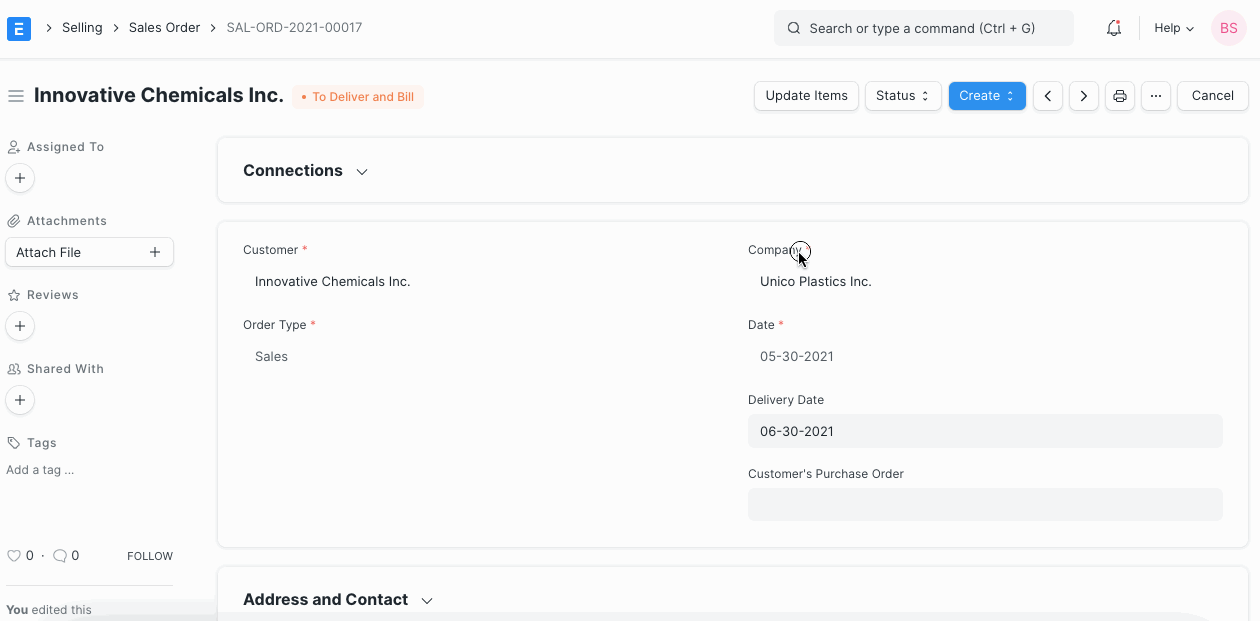 E Selling Sales Order SAL-ORD-2021-00017 Search or type a command (Ctrl + G) Help BS
Innovative Chemicals Inc. • To Deliver and Bill Update Items Status Create ... Cancel
Assigned To
Attachments
Attach File
Reviews
Shared With
Tags
Add a tag ...
0 · 0 FOLLOW
You edited this
Connections
Customer *
Innovative Chemicals Inc.
Order Type *
Sales
Company *
Unico Plastics Inc.
Date *
05-30-2021
Delivery Date
06-30-2021
Customer's Purchase Order
Address and Contact